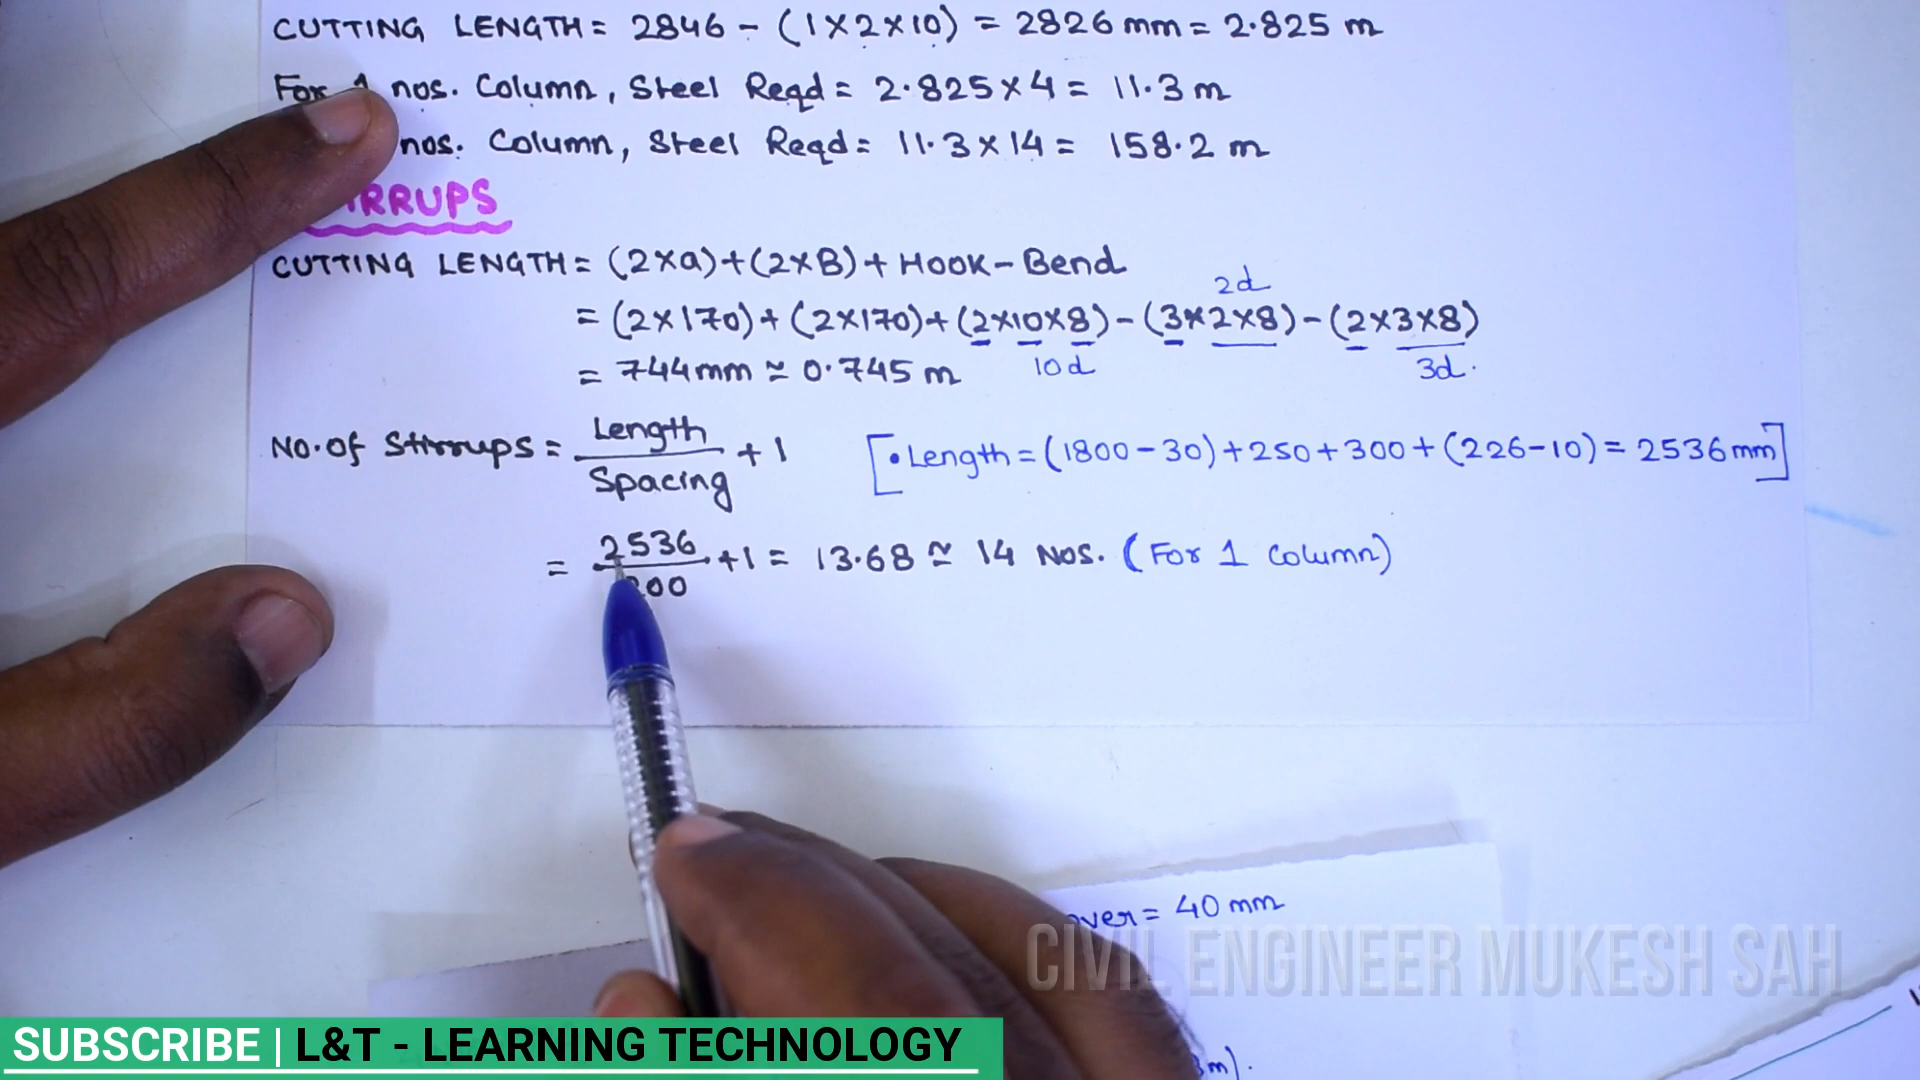 CUTTING LENGTH = 2846 - (1×2×10) = 2826 mm = 2.825 m
For 1 nos. Column, Steel Reqd = 2.825×4 = 11.3 m
nos. Column, Steel Reqd = 11.3×14 = 158.2 m
RRUPS
CUTTING LENGTH = (2×a)+(2×B)+HOOK-Bend
2d
= (2×170)+(2×170)+(2×10×8)-(3×2×8)-(2×3×8)
= 744mm ≃ 0.745 m 10d 3d.
No. of Stirrups = Length/Spacing + 1 [• Length = (1800-30)+250+300+(226-10) = 2536 mm]
= 2536/200 + 1 = 13.68 ≃ 14 Nos. (For 1 Column)
over = 40 mm
CIVIL ENGINEER MUKESH SAH
m).
SUBSCRIBE | L&T - LEARNING TECHNOLOGY